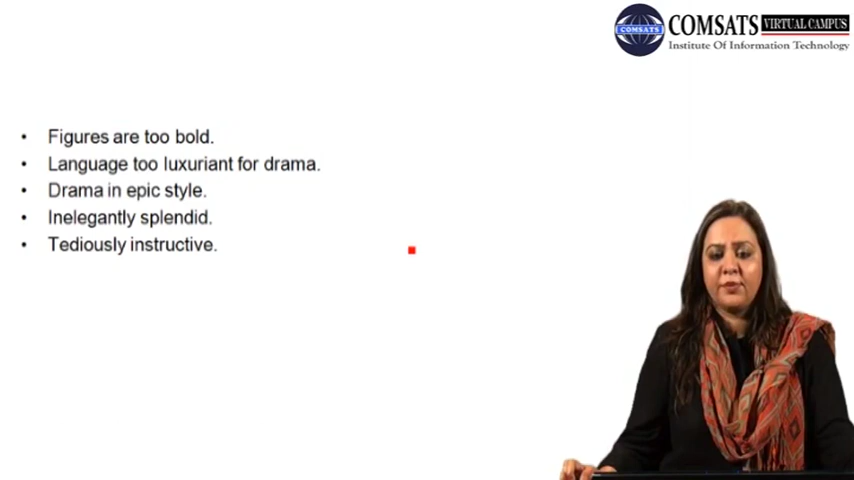 COMSATS VIRTUAL CAMPUS
Institute Of Information Technology
COMSATS
• Figures are too bold.
• Language too luxuriant for drama.
• Drama in epic style.
• Inelegantly splendid.
• Tediously instructive.